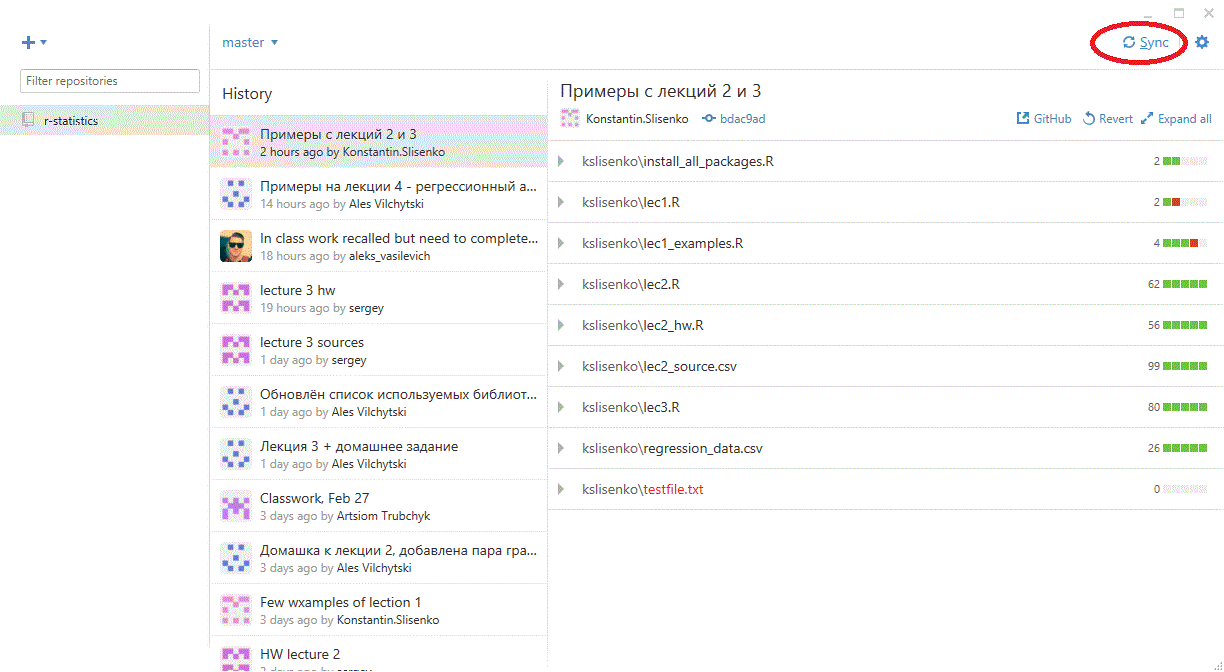 master
Sync
Filter repositories
r-statistics
History
Примеры с лекций 2 и 3
2 hours ago by Konstantin.Slisenko
Примеры на лекции 4 - регрессионный а...
14 hours ago by Ales Vilchytski
In class work recalled but need to complete...
18 hours ago by aleks_vasilevich
lecture 3 hw
19 hours ago by sergey
lecture 3 sources
1 day ago by sergey
Обновлён список используемых библиот...
1 day ago by Ales Vilchytski
Лекция 3 + домашнее задание
1 day ago by Ales Vilchytski
Classwork, Feb 27
3 days ago by Artsiom Trubchyk
Домашка к лекции 2, добавлена пара гра...
3 days ago by Ales Vilchytski
Few wxamples of lection 1
3 days ago by Konstantin.Slisenko
HW lecture 2
3 days ago by sergey
Примеры с лекций 2 и 3
Konstantin.Slisenko bdac9ad GitHub Revert Expand all
kslisenko\install_all_packages.R 2
kslisenko\lec1.R 2
kslisenko\lec1_examples.R 4
kslisenko\lec2.R 62
kslisenko\lec2_hw.R 56
kslisenko\lec2_source.csv 99
kslisenko\lec3.R 80
kslisenko\regression_data.csv 26
kslisenko\testfile.txt 0